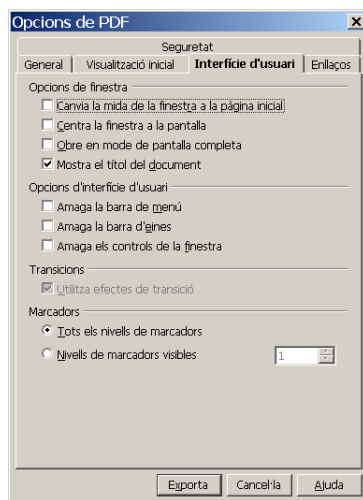 Opcions de PDF
Seguretat
General Visualització inicial Interfície d'usuari Enllaços
Opcions de finestra
Canvia la mida de la finestra a la pàgina inicial
Centra la finestra a la pantalla
Obre en mode de pantalla completa
Mostra el títol del document
Opcions d'interfície d'usuari
Amaga la barra de menú
Amaga la barra d'eines
Amaga els controls de la finestra
Transicions
Utilitza efectes de transició
Marcadors
Tots els nivells de marcadors
Nivells de marcadors visibles 1
Exporta Cancel·la Ajuda